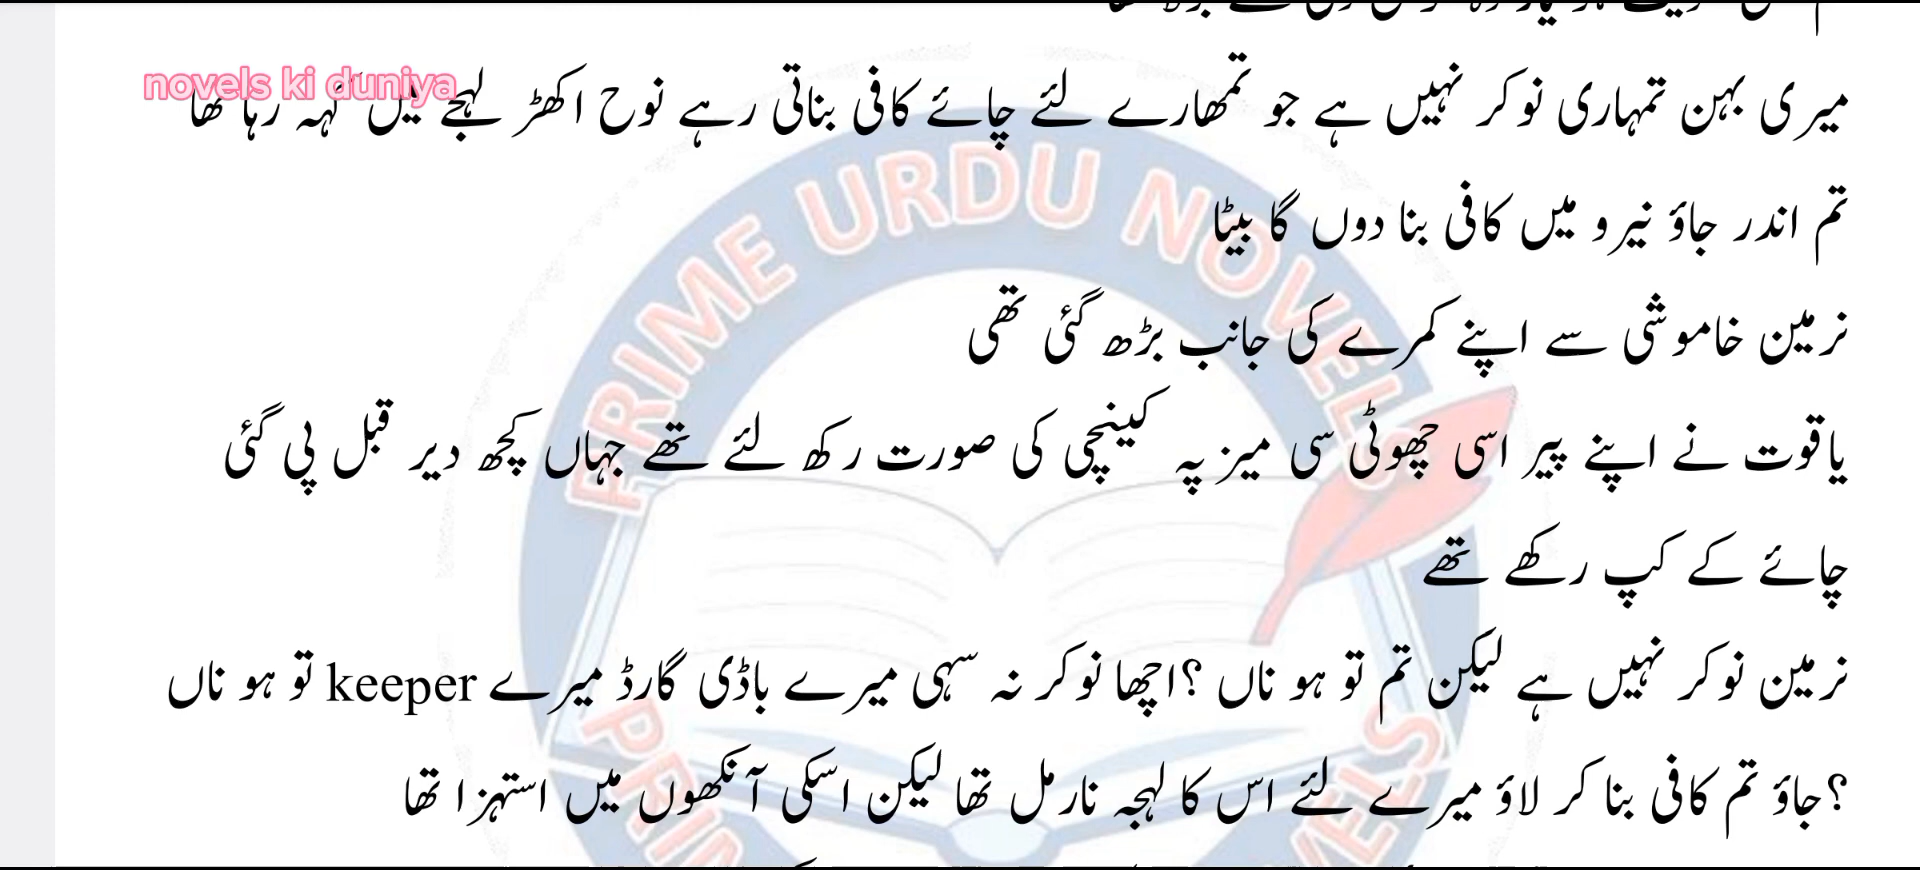 novels ki duniya
میری بہن تمہاری نوکر نہیں ہے جو تمھارے لئے چائے کافی بناتی رہے نوح اکھڑ لہجے میں کہہ رہا تھا
تم اندر جاؤ نیرو میں کافی بنا دوں گا بیٹا
نرمین خاموشی سے اپنے کمرے کی جانب بڑھ گئی تھی
یاقوت نے اپنے پیر اسی چھوٹی سی میز پہ کینچی کی صورت رکھ لئے تھے جہاں کچھ دیر قبل پی گئی
چائے کے کپ رکھے تھے
نرمین نوکر نہیں ہے لیکن تم تو ہو ناں ؟اچھا نوکر نہ سہی میرے باڈی گارڈ میرے keeper تو ہو ناں
؟جاؤ تم کافی بنا کر لاؤ میرے لئے اس کا لہجہ نارمل تھا لیکن اسکی آنکھوں میں استہزا تھا
PRIME URDU NOVELS